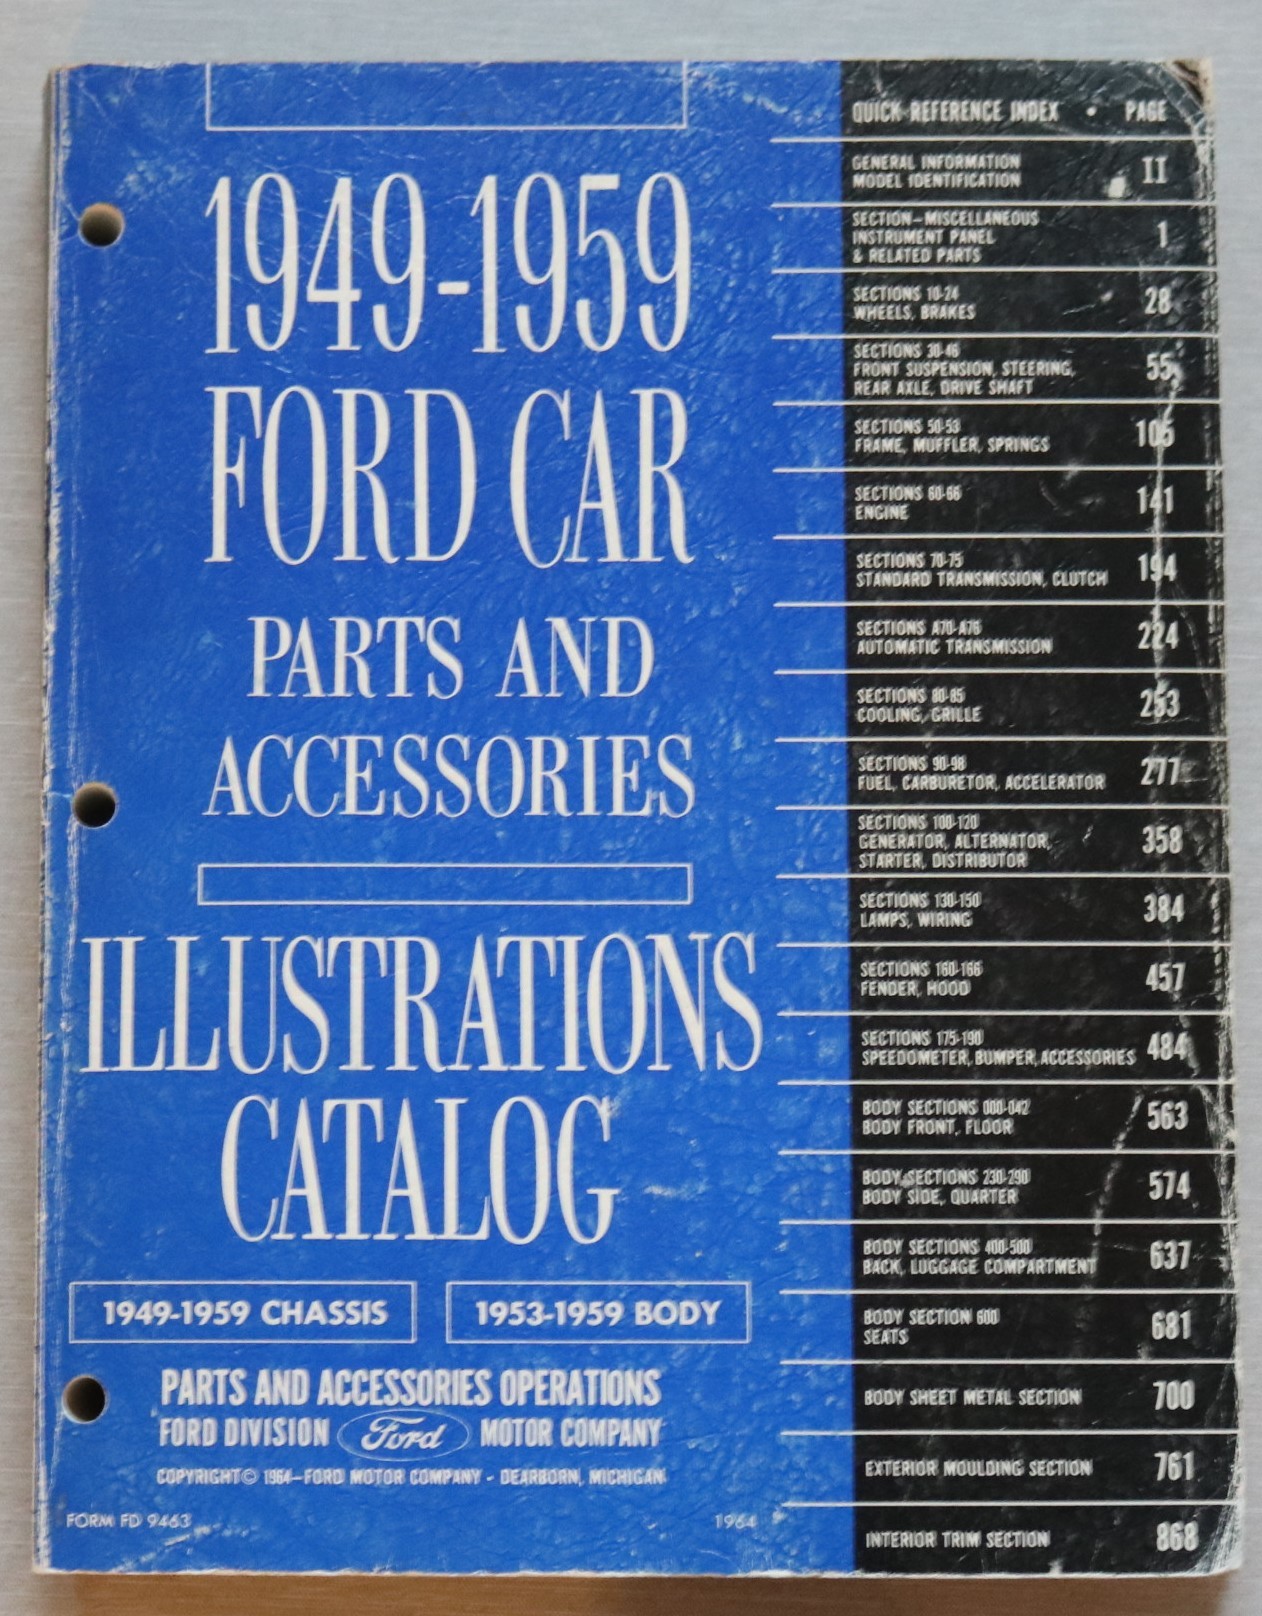 1949-1959
FORD CAR
PARTS AND
ACCESSORIES
ILLUSTRATIONS
CATALOG
1949-1959 CHASSIS
1953-1959 BODY
PARTS AND ACCESSORIES OPERATIONS
FORD DIVISION Ford MOTOR COMPANY
COPYRIGHT© 1964—FORD MOTOR COMPANY - DEARBORN, MICHIGAN
FORM FD 9463
1964
QUICK REFERENCE INDEX • PAGE
GENERAL INFORMATION
MODEL IDENTIFICATION II
SECTION—MISCELLANEOUS
INSTRUMENT PANEL 1
& RELATED PARTS
SECTIONS 10-24
WHEELS, BRAKES 28
SECTIONS 30-46
FRONT SUSPENSION, STEERING, 55
REAR AXLE, DRIVE SHAFT
SECTIONS 50-53
FRAME, MUFFLER, SPRINGS 105
SECTIONS 60-66
ENGINE 141
SECTIONS 70-75
STANDARD TRANSMISSION, CLUTCH 194
SECTIONS A70-A76
AUTOMATIC TRANSMISSION 224
SECTIONS 80-85
COOLING, GRILLE 253
SECTIONS 90-98
FUEL, CARBURETOR, ACCELERATOR 277
SECTIONS 100-120
GENERATOR, ALTERNATOR, 358
STARTER, DISTRIBUTOR
SECTIONS 130-150
LAMPS, WIRING 384
SECTIONS 160-166
FENDER, HOOD 457
SECTIONS 175-190
SPEEDOMETER, BUMPER, ACCESSORIES 484
BODY SECTIONS 000-042
BODY FRONT, FLOOR 563
BODY SECTIONS 230-290
BODY SIDE, QUARTER 574
BODY SECTIONS 400-500
BACK, LUGGAGE COMPARTMENT 637
BODY SECTION 600
SEATS 681
BODY SHEET METAL SECTION 700
EXTERIOR MOULDING SECTION 761
INTERIOR TRIM SECTION 868